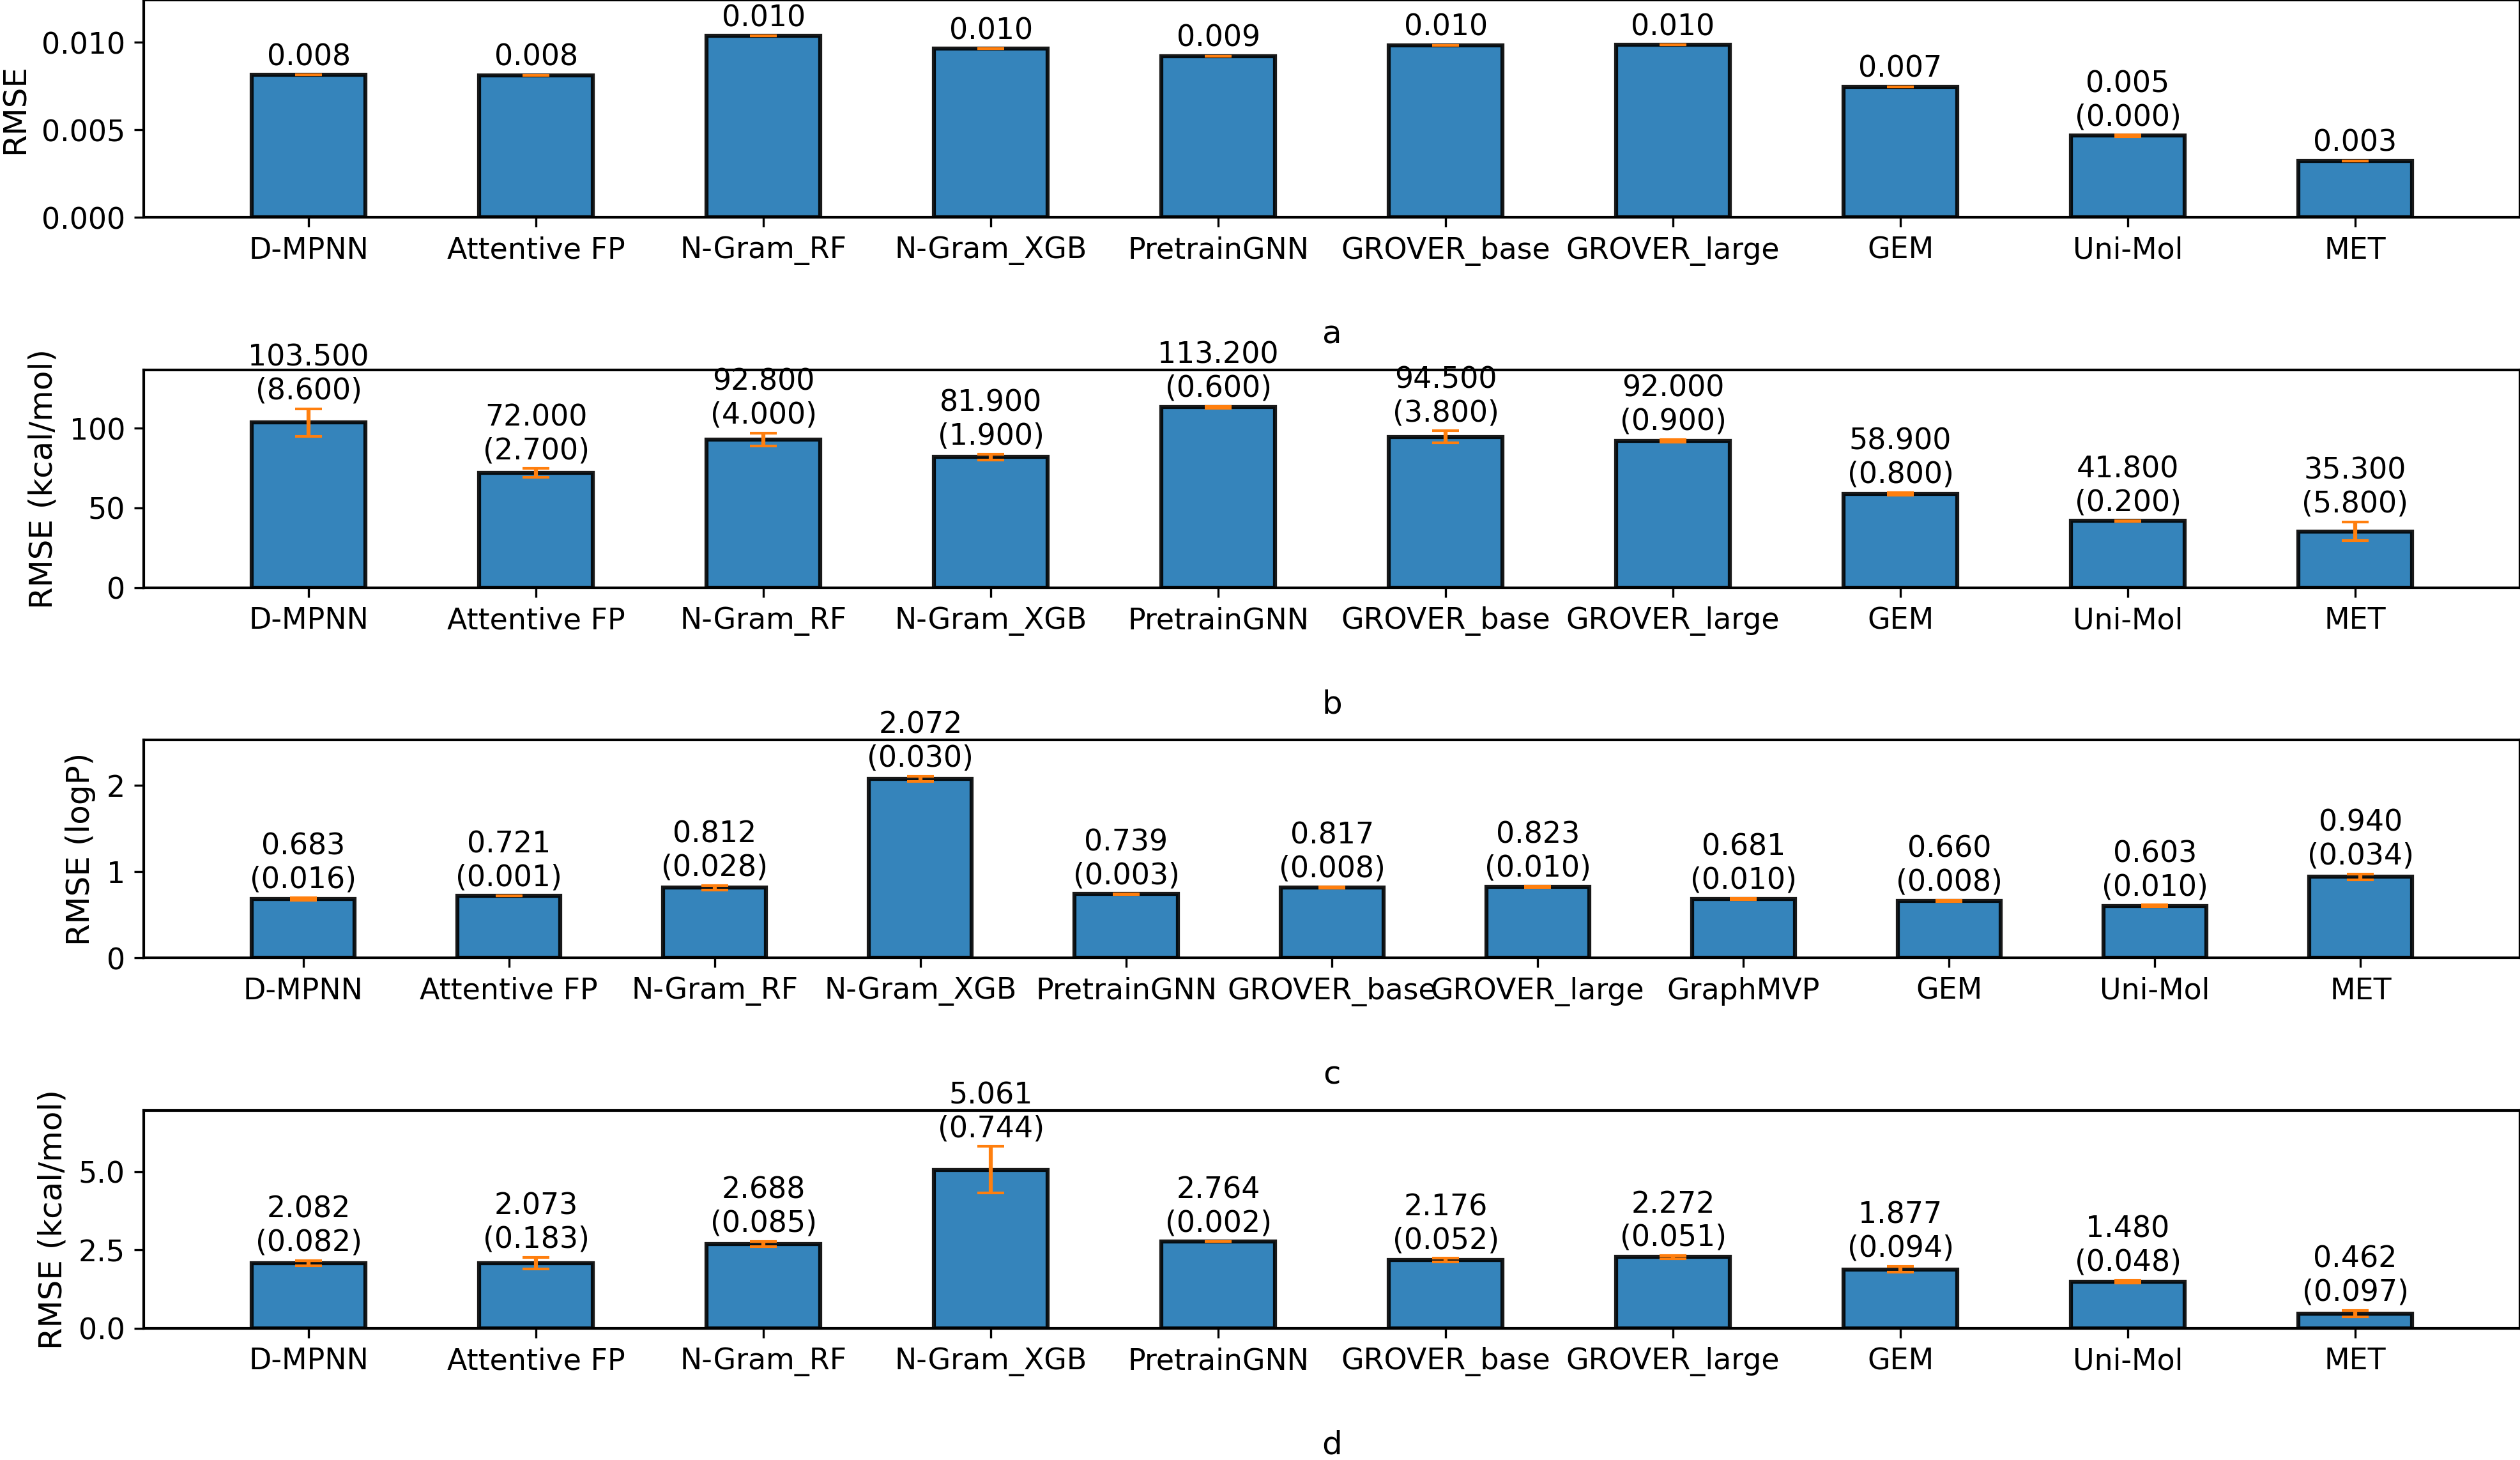 RMSE
0.010
0.005
0.000
0.008
0.008
0.010
0.010
0.009
0.010
0.010
0.007
0.005
(0.000)
0.003
D-MPNN
Attentive FP
N-Gram_RF
N-Gram_XGB
PretrainGNN
GROVER_base
GROVER_large
GEM
Uni-Mol
MET
a
RMSE (kcal/mol)
100
50
0
103.500
(8.600)
72.000
(2.700)
92.800
(4.000)
81.900
(1.900)
113.200
(0.600)
94.500
(3.800)
92.000
(0.900)
58.900
(0.800)
41.800
(0.200)
35.300
(5.800)
D-MPNN
Attentive FP
N-Gram_RF
N-Gram_XGB
PretrainGNN
GROVER_base
GROVER_large
GEM
Uni-Mol
MET
b
RMSE (logP)
2
1
0
0.683
(0.016)
0.721
(0.001)
0.812
(0.028)
2.072
(0.030)
0.739
(0.003)
0.817
(0.008)
0.823
(0.010)
0.681
(0.010)
0.660
(0.008)
0.603
(0.010)
0.940
(0.034)
D-MPNN
Attentive FP
N-Gram_RF
N-Gram_XGB
PretrainGNN
GROVER_base
GROVER_large
GraphMVP
GEM
Uni-Mol
MET
c
RMSE (kcal/mol)
5.0
2.5
0.0
2.082
(0.082)
2.073
(0.183)
2.688
(0.085)
5.061
(0.744)
2.764
(0.002)
2.176
(0.052)
2.272
(0.051)
1.877
(0.094)
1.480
(0.048)
0.462
(0.097)
D-MPNN
Attentive FP
N-Gram_RF
N-Gram_XGB
PretrainGNN
GROVER_base
GROVER_large
GEM
Uni-Mol
MET
d